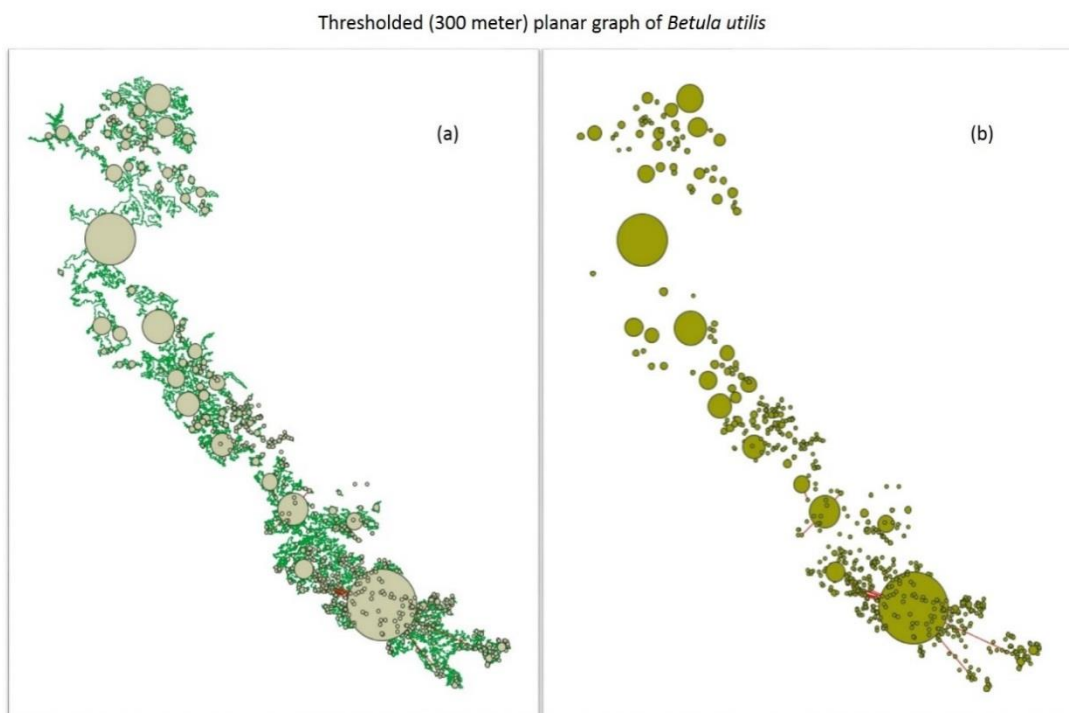 Thresholded (300 meter) planar graph of Betula utilis
(a)
(b)